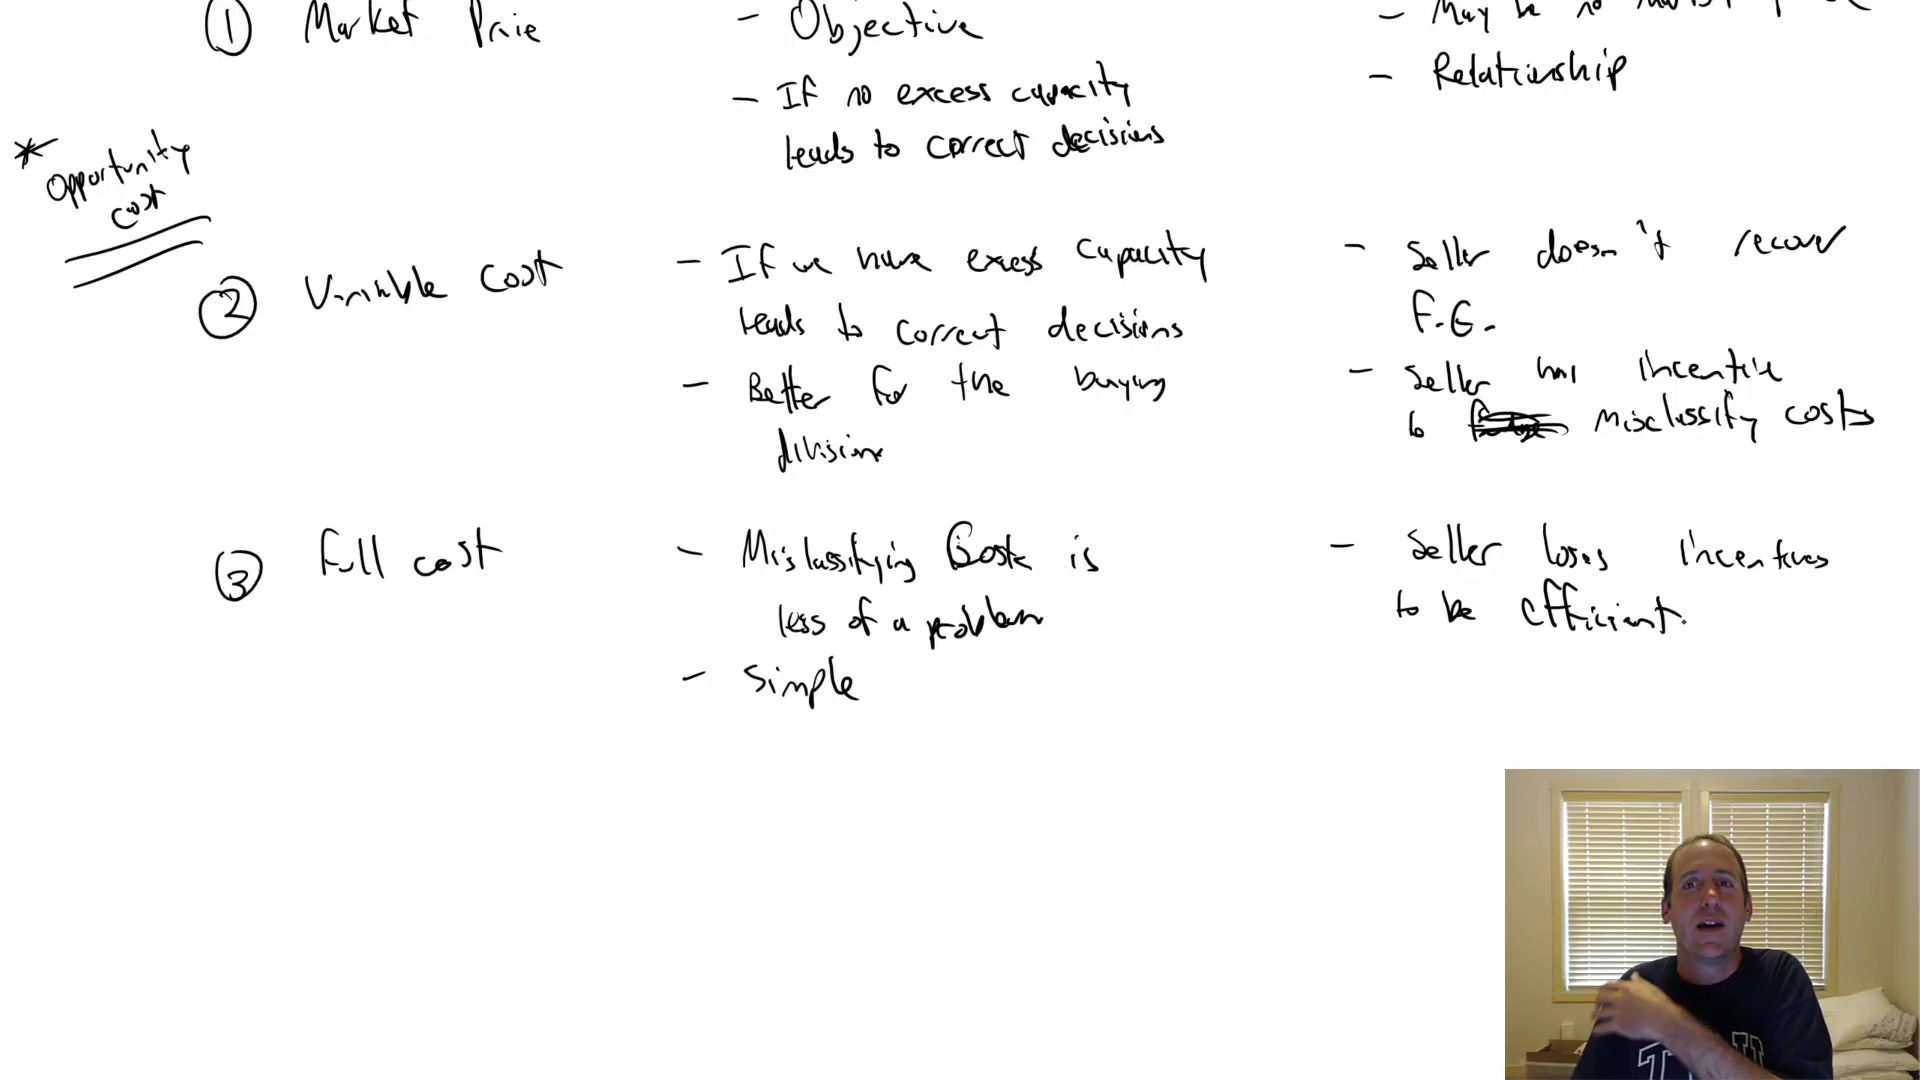 ① Market Price
- Objective
- If no excess capacity
leads to correct decisions
- May be no
- Relationship
* Opportunity
cost
② Variable Cost
- If we have excess capacity
leads to correct decisions
- Better for the buying
division
- Seller doesn't recover
F.C.
- Seller has incentive
to misclassify costs
③ Full cost
- Misclassifying Costs is
less of a problem
- Simple
- Seller loses incentives
to be efficient.